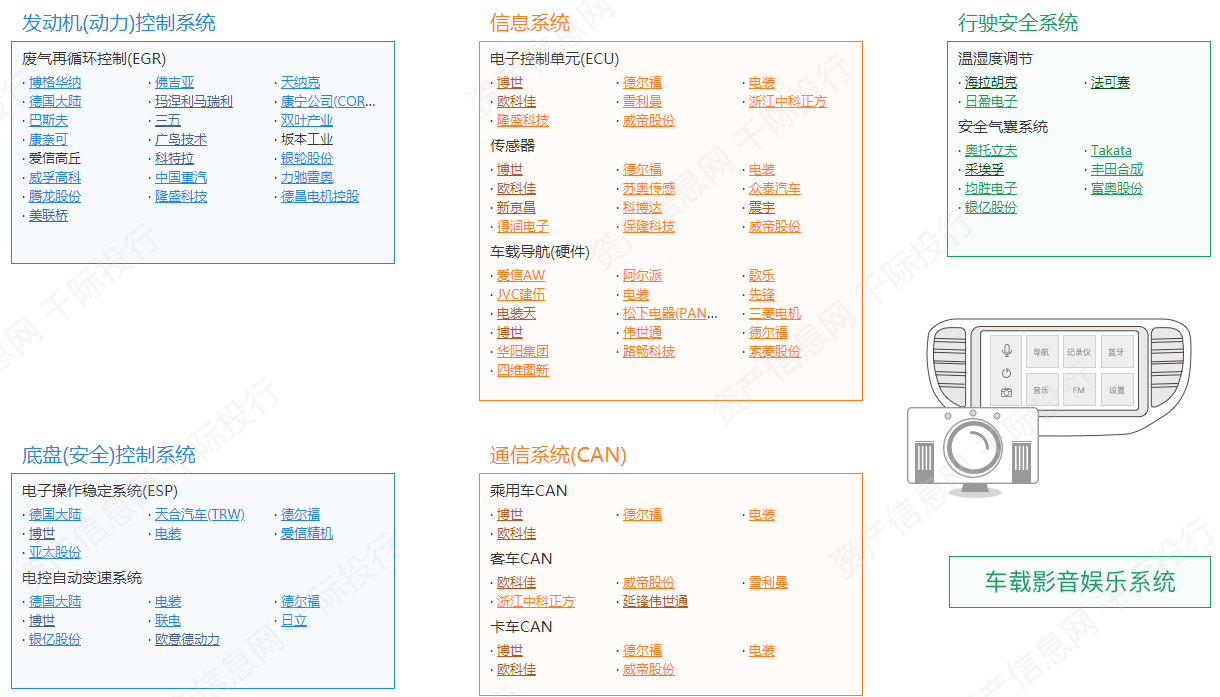 发动机(动力)控制系统
废气再循环控制(EGR)
· 博格华纳 · 佛吉亚 · 天纳克
· 德国大陆 · 玛涅利马瑞利 · 康宁公司(COR...
· 巴斯夫 · 三五 · 双叶产业
· 康奈可 · 广岛技术 · 坂本工业
· 爱信高丘 · 科特拉 · 银轮股份
· 威孚高科 · 中国重汽 · 力驰雷奥
· 腾龙股份 · 隆盛科技 · 德昌电机控股
· 美联桥
信息系统
电子控制单元(ECU)
· 博世 · 德尔福 · 电装
· 欧科佳 · 雪利曼 · 浙江中科正方
· 隆盛科技 · 威帝股份
传感器
· 博世 · 德尔福 · 电装
· 欧科佳 · 苏奥传感 · 众泰汽车
· 新京昌 · 科博达 · 震宇
· 得润电子 · 保隆科技 · 威帝股份
车载导航(硬件)
· 爱信AW · 阿尔派 · 歌乐
· JVC建伍 · 电装 · 先锋
· 电装天 · 松下电器(PAN... · 三菱电机
· 博世 · 伟世通 · 德尔福
· 华阳集团 · 路畅科技 · 索菱股份
· 四维图新
行驶安全系统
温湿度调节
· 海拉胡克 · 法可赛
· 日盈电子
安全气囊系统
· 奥托立夫 · Takata
· 采埃孚 · 丰田合成
· 均胜电子 · 富奥股份
· 银亿股份
导航 记录仪 蓝牙
音乐 FM 设置
底盘(安全)控制系统
电子操作稳定系统(ESP)
· 德国大陆 · 天合汽车(TRW) · 德尔福
· 博世 · 电装 · 爱信精机
· 亚太股份
电控自动变速系统
· 德国大陆 · 电装 · 德尔福
· 博世 · 联电 · 日立
· 银亿股份 · 欧意德动力
通信系统(CAN)
乘用车CAN
· 博世 · 德尔福 · 电装
· 欧科佳
客车CAN
· 欧科佳 · 威帝股份 · 雪利曼
· 浙江中科正方 · 延锋伟世通
卡车CAN
· 博世 · 德尔福 · 电装
· 欧科佳 · 威帝股份
车载影音娱乐系统
资产信息网 千际投行